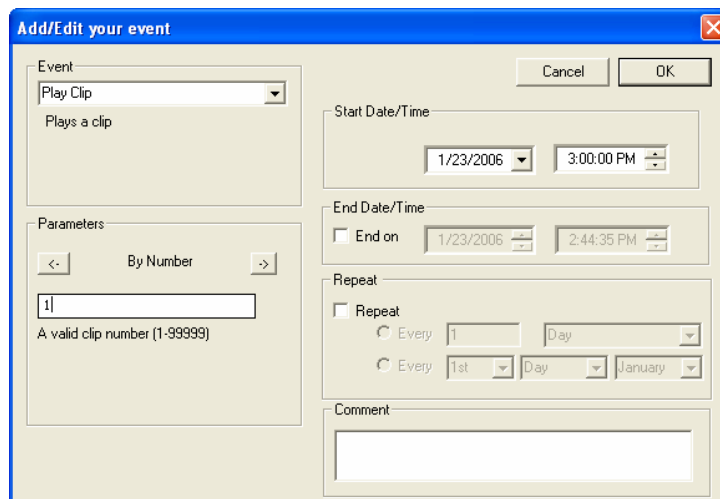 Add/Edit your event
Event
Play Clip
Plays a clip
Parameters
<- By Number ->
1
A valid clip number (1-99999)
Cancel OK
Start Date/Time
1/23/2006 3:00:00 PM
End Date/Time
End on 1/23/2006 2:44:35 PM
Repeat
Repeat
Every 1 Day
Every 1st Day January
Comment